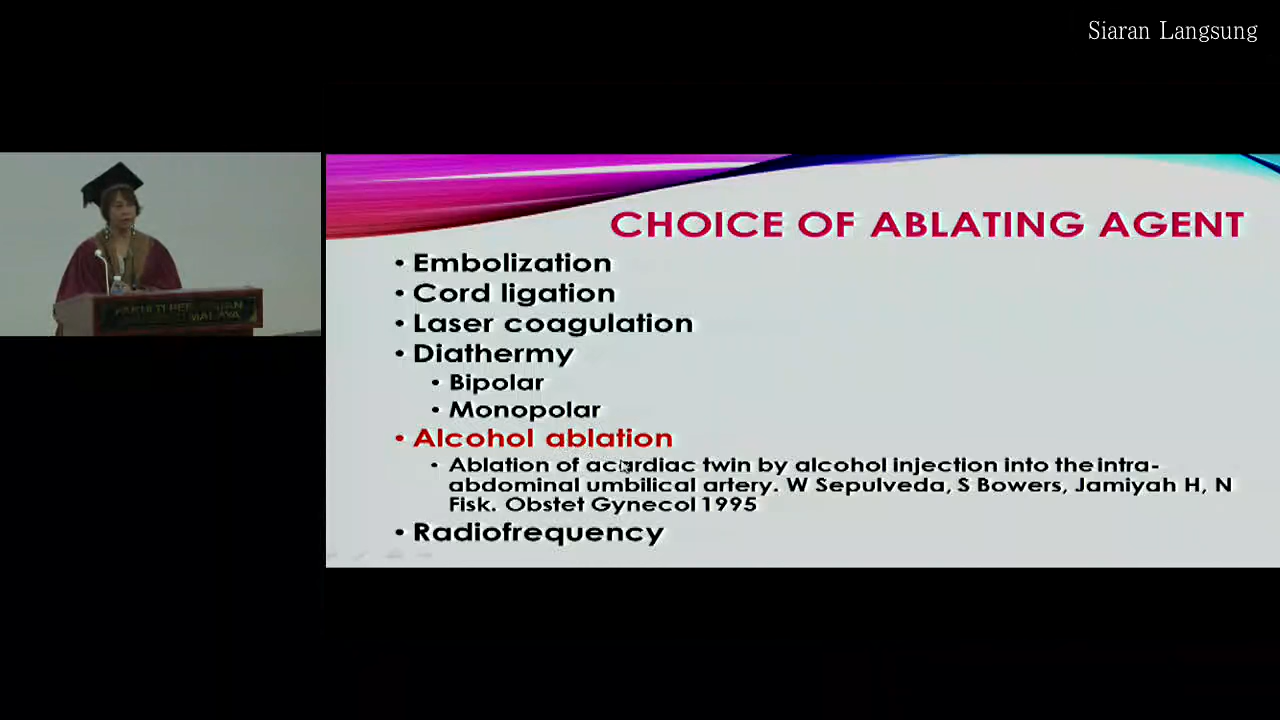 Siaran Langsung
CHOICE OF ABLATING AGENT
• Embolization
• Cord ligation
• Laser coagulation
• Diathermy
• Bipolar
• Monopolar
• Alcohol ablation
• Ablation of acardiac twin by alcohol injection into the intra-
abdominal umbilical artery. W Sepulveda, S Bowers, Jamiyah H, N
Fisk. Obstet Gynecol 1995
• Radiofrequency
MALAYA